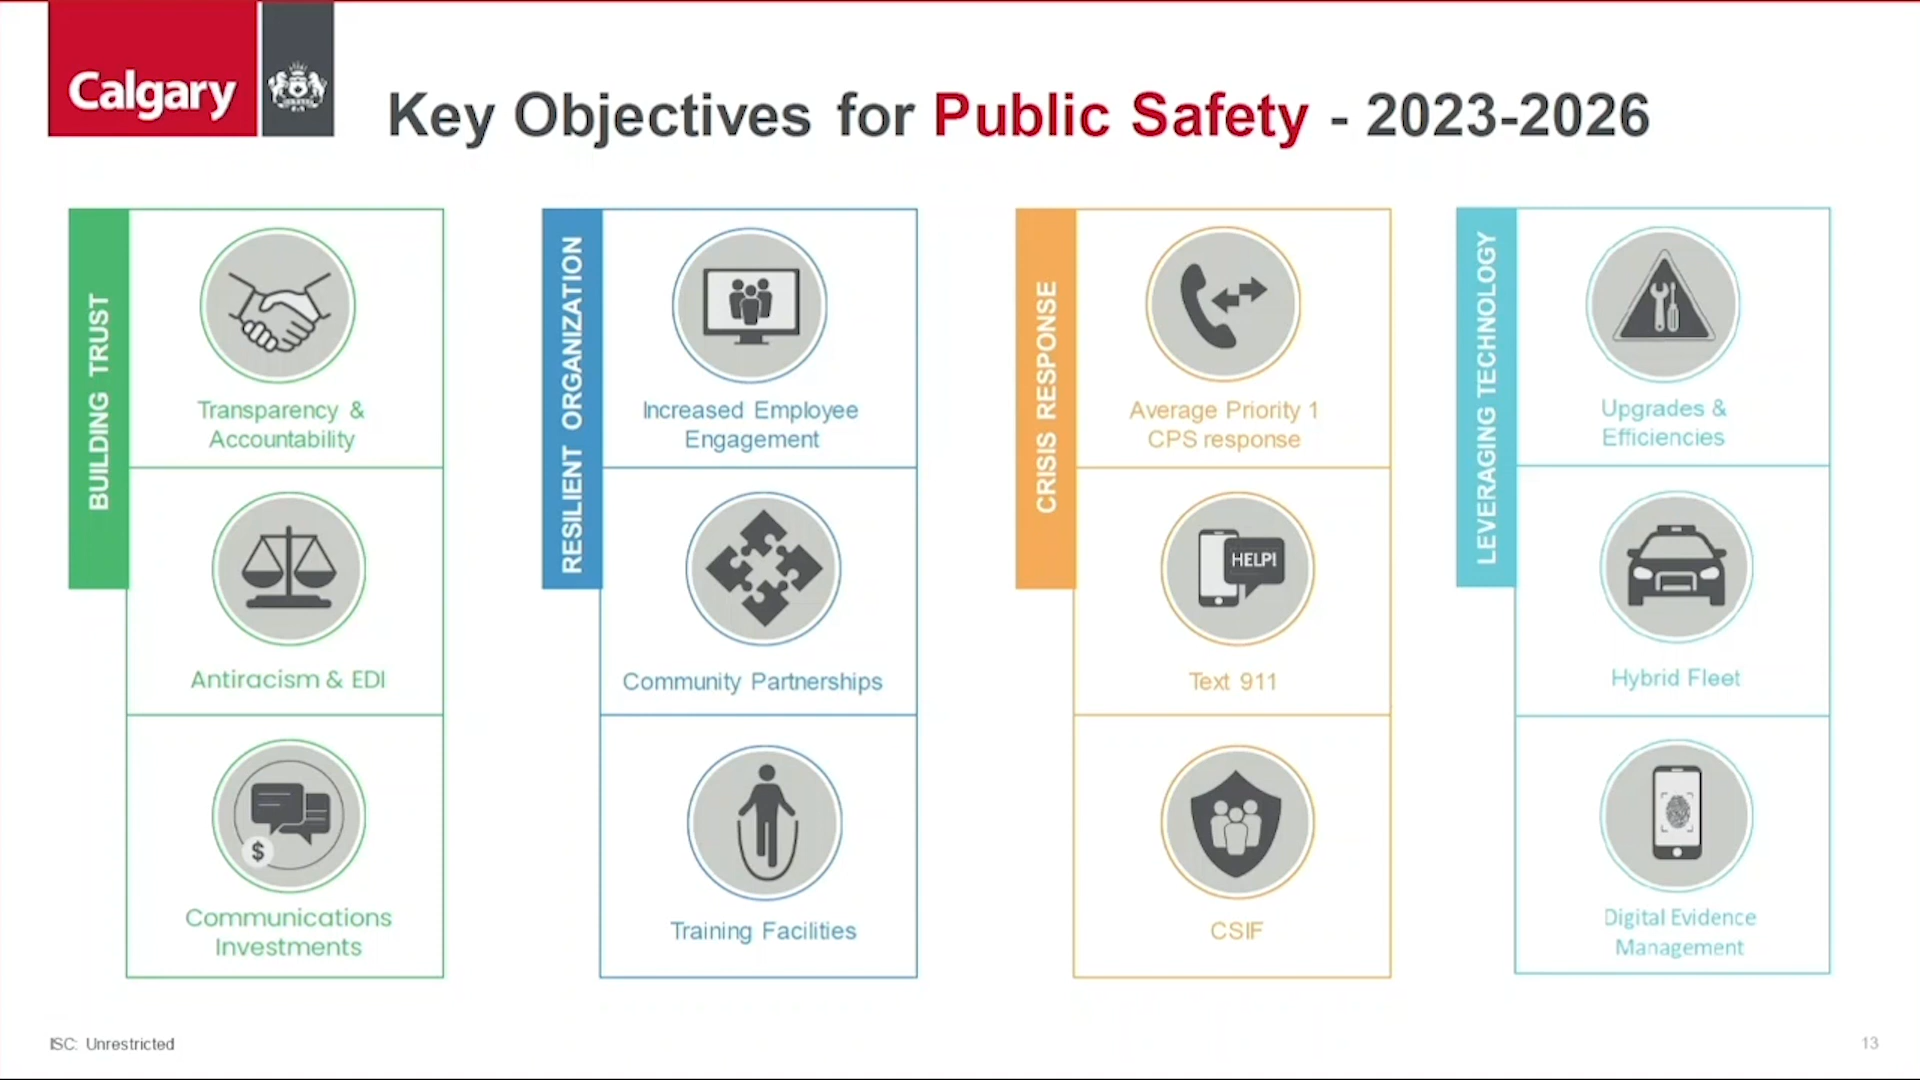 Calgary
Key Objectives for Public Safety - 2023-2026
BUILDING TRUST
Transparency &
Accountability
Antiracism & EDI
$
Communications
Investments
RESILIENT ORGANIZATION
Increased Employee
Engagement
Community Partnerships
Training Facilities
CRISIS RESPONSE
Average Priority 1
CPS response
HELP!
Text 911
CSIF
LEVERAGING TECHNOLOGY
Upgrades &
Efficiencies
Hybrid Fleet
Digital Evidence
Management
ISC: Unrestricted
13